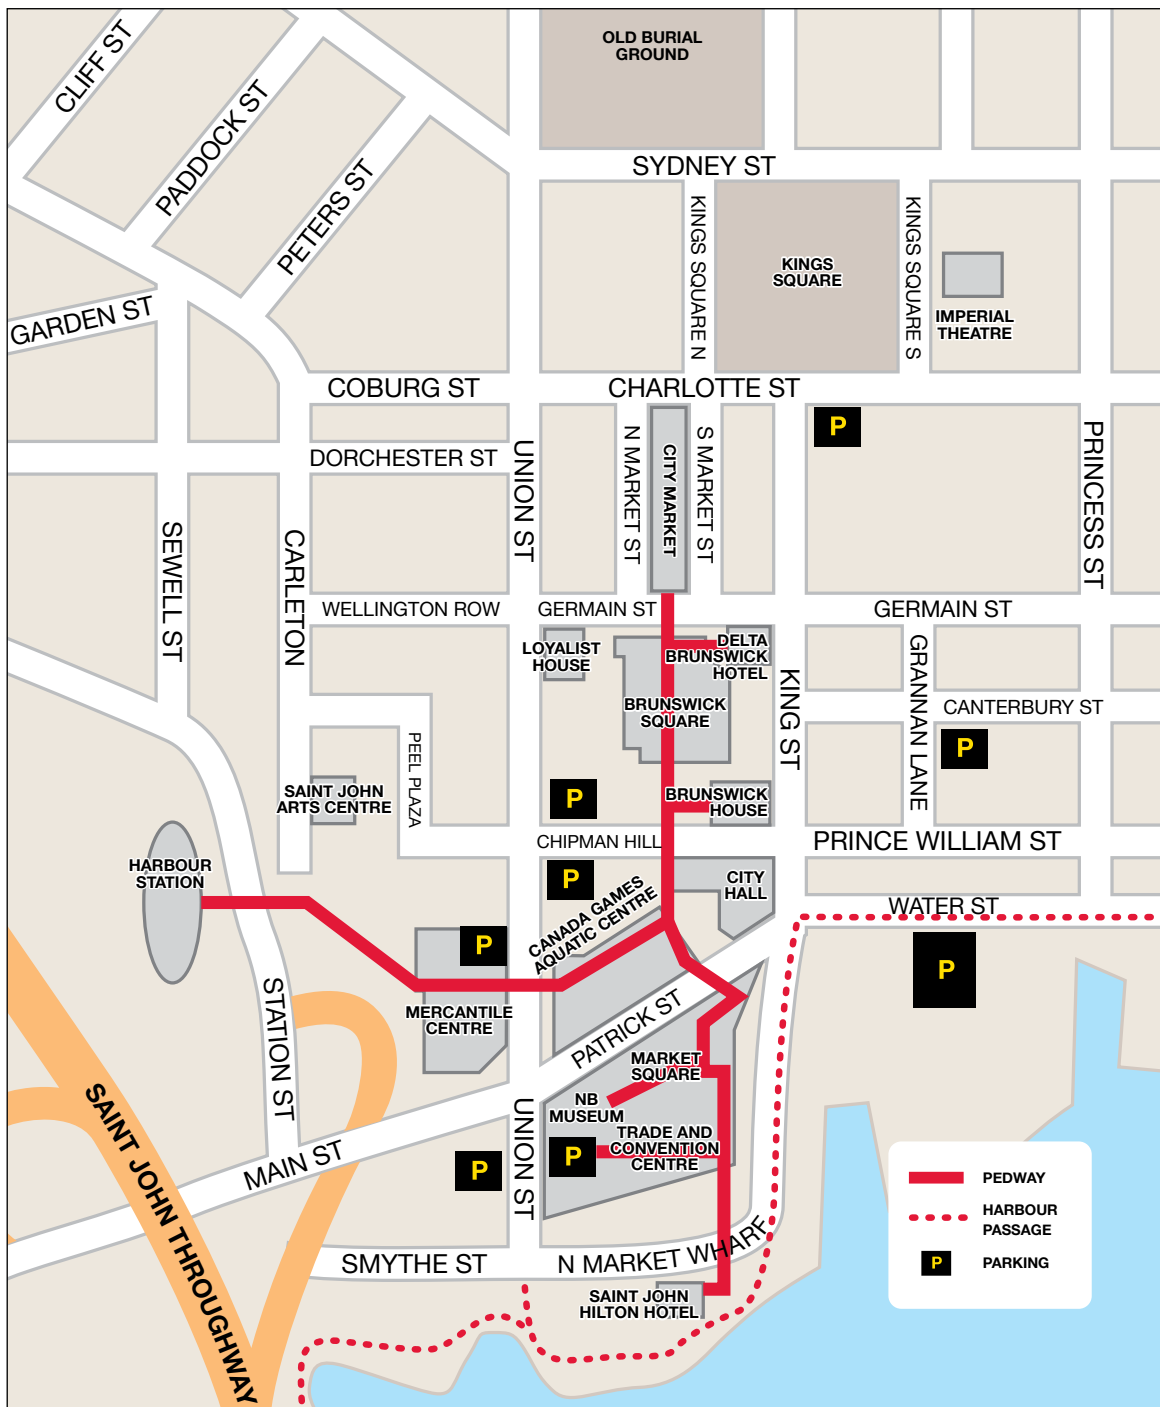 OLD BURIAL
GROUND
CLIFF ST
PADDOCK ST
PETERS ST
SYDNEY ST
KINGS SQUARE N
KINGS
SQUARE
KINGS SQUARE S
IMPERIAL
THEATRE
GARDEN ST
COBURG ST
CHARLOTTE ST
P
DORCHESTER ST
UNION ST
N MARKET ST
CITY MARKET
S MARKET ST
PRINCESS ST
SEWELL ST
CARLETON
WELLINGTON ROW
GERMAIN ST
GERMAIN ST
LOYALIST
HOUSE
DELTA
BRUNSWICK
HOTEL
BRUNSWICK
SQUARE
KING ST
GRANNAN LANE
CANTERBURY ST
P
PEEL PLAZA
SAINT JOHN
ARTS CENTRE
P
BRUNSWICK
HOUSE
CHIPMAN HILL
PRINCE WILLIAM ST
HARBOUR
STATION
P
CANADA GAMES
AQUATIC CENTRE
CITY
HALL
WATER ST
P
P
MERCANTILE
CENTRE
STATION ST
PATRICK ST
MARKET
SQUARE
NB
MUSEUM
TRADE AND
CONVENTION
CENTRE
P
P
UNION ST
MAIN ST
SAINT JOHN THROUGHWAY
SMYTHE ST
N MARKET WHARF
SAINT JOHN
HILTON HOTEL
PEDWAY
HARBOUR
PASSAGE
P
PARKING